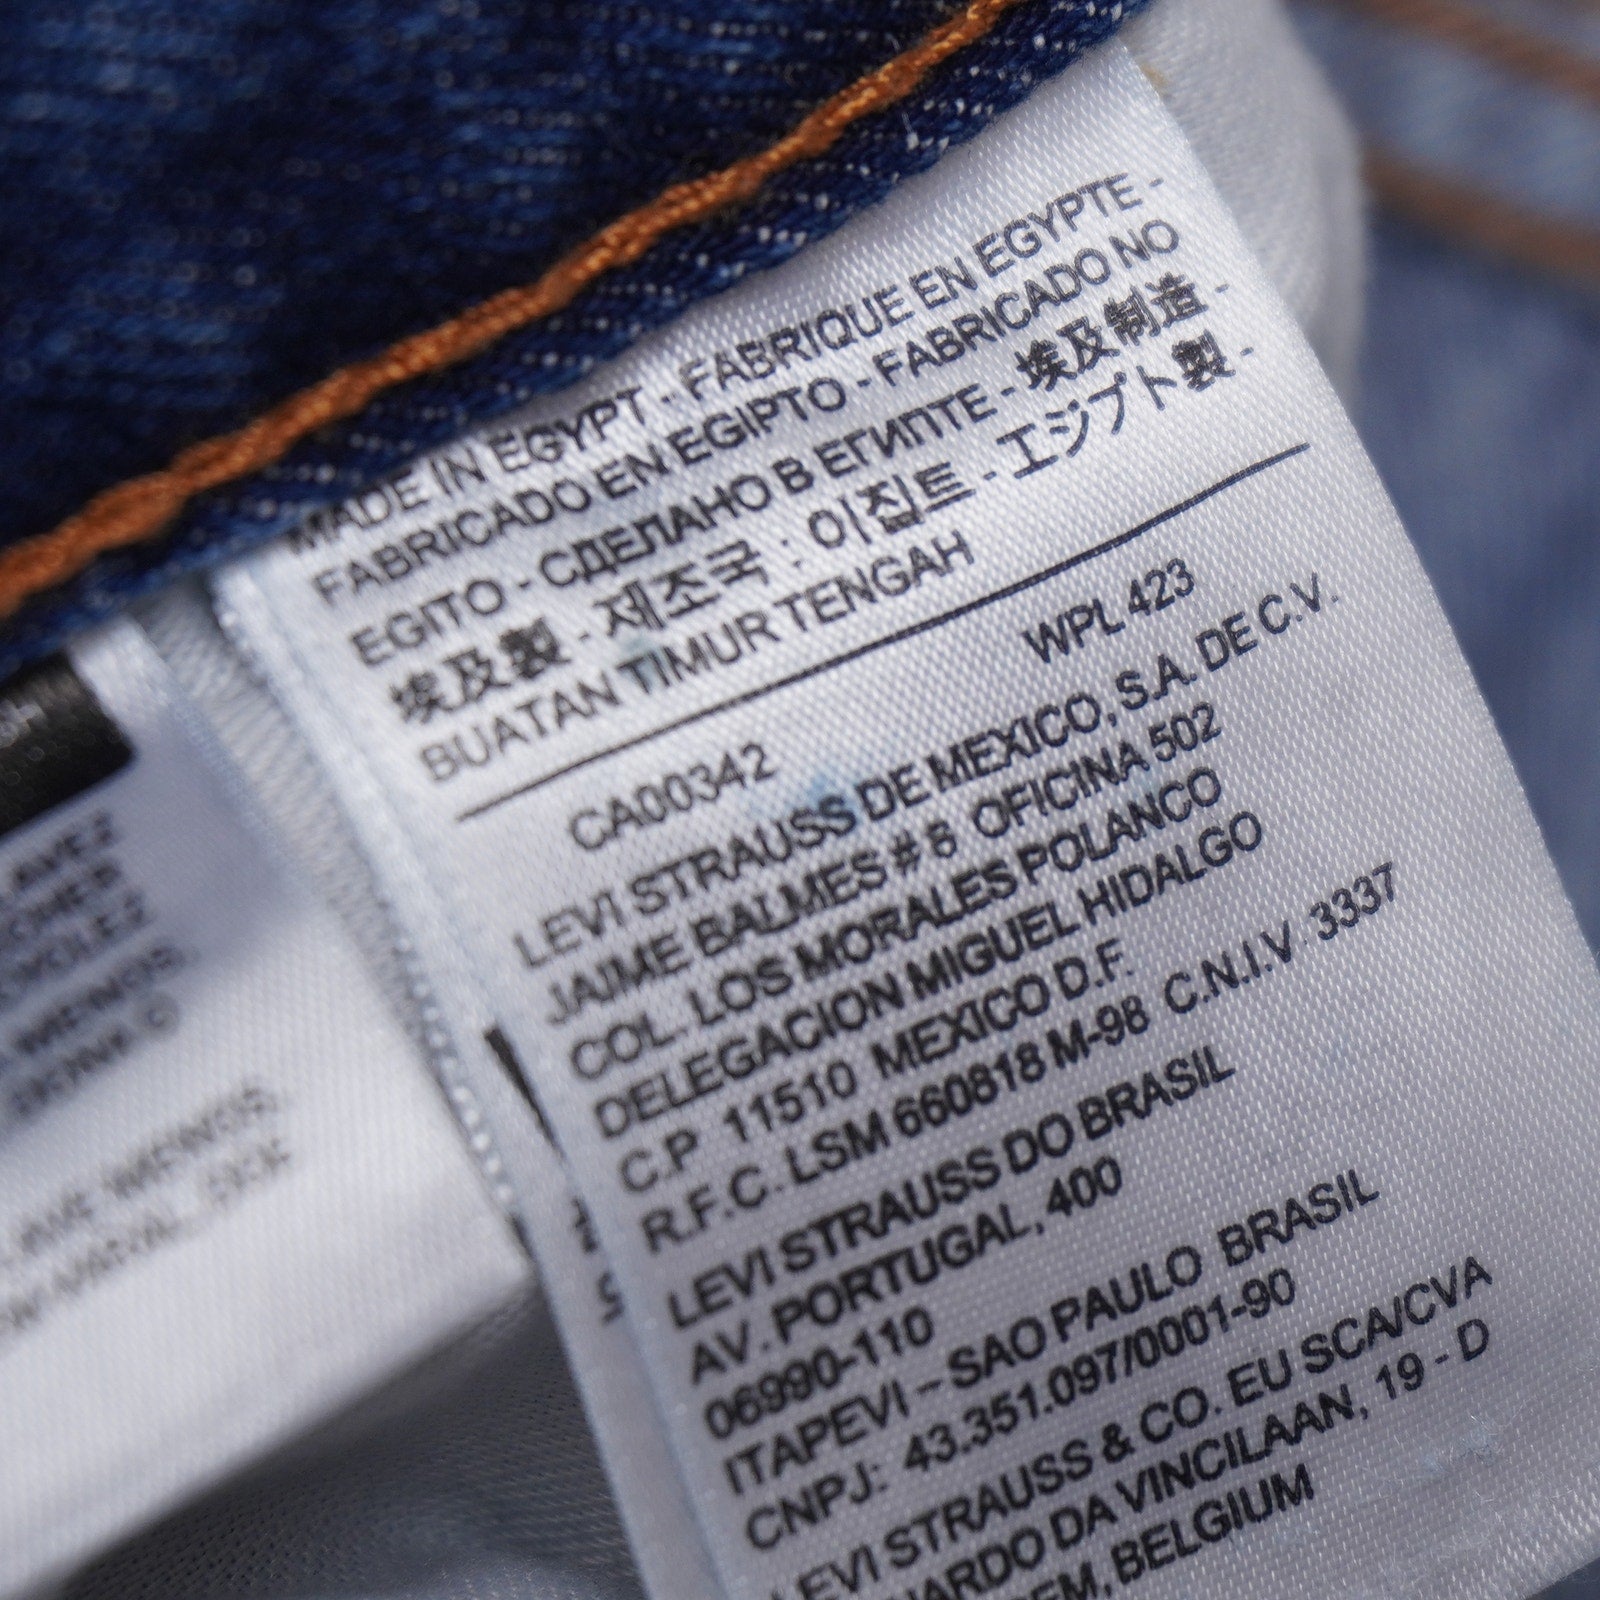 MADE IN EGYPT - FABRIQUE EN EGYPTE -
FABRICADO EN EGIPTO - FABRICADO NO
EGITO - СДЕЛАНО В ЕГИПТЕ - 埃及制造 -
埃及製 - 제조국 : 이집트 - エジプト製 -
BUATAN TIMUR TENGAH
CA00342 WPL 423
LEVI STRAUSS DE MEXICO, S.A. DE C.V.
JAIME BALMES # 8 OFICINA 502
COL. LOS MORALES POLANCO
DELEGACION MIGUEL HIDALGO
C.P 11510 MEXICO D.F.
R.F.C. LSM 660818 M-98 C.N.I.V. 3337
LEVI STRAUSS DO BRASIL
AV. PORTUGAL, 400
06990-110
ITAPEVI – SAO PAULO BRASIL
CNPJ: 43.351.097/0001-90
LEVI STRAUSS & CO. EU SCA/CVA
NARDO DA VINCILAAN, 19 - D
EM, BELGIUM